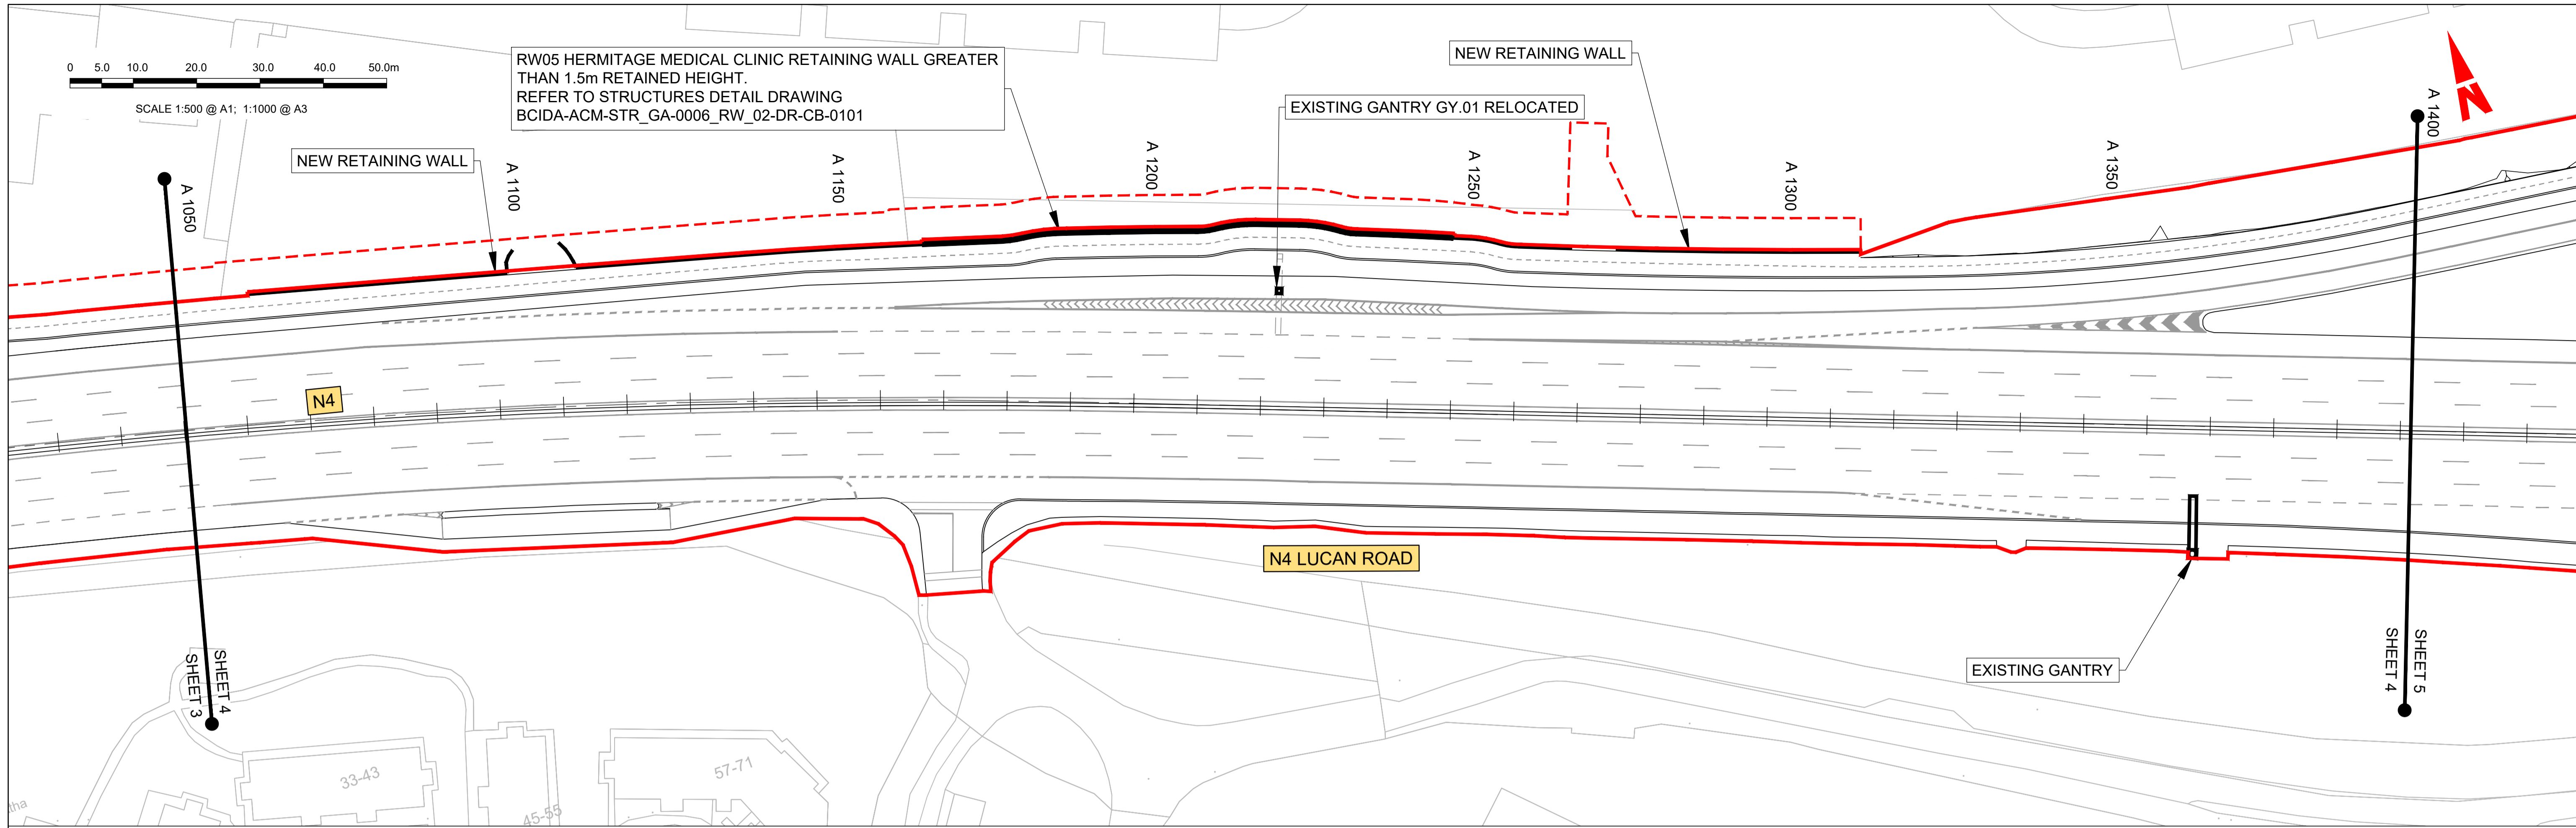 0 5.0 10.0 20.0 30.0 40.0 50.0m
SCALE 1:500 @ A1; 1:1000 @ A3
RW05 HERMITAGE MEDICAL CLINIC RETAINING WALL GREATER
THAN 1.5m RETAINED HEIGHT.
REFER TO STRUCTURES DETAIL DRAWING
BCIDA-ACM-STR_GA-0006_RW_02-DR-CB-0101
NEW RETAINING WALL
EXISTING GANTRY GY.01 RELOCATED
NEW RETAINING WALL
N
A 1050
A 1100
A 1150
A 1200
A 1250
A 1300
A 1350
A 1400
N4
N4 LUCAN ROAD
EXISTING GANTRY
SHEET 3
SHEET 4
SHEET 4
SHEET 5
33-43
45-55
57-71
tha